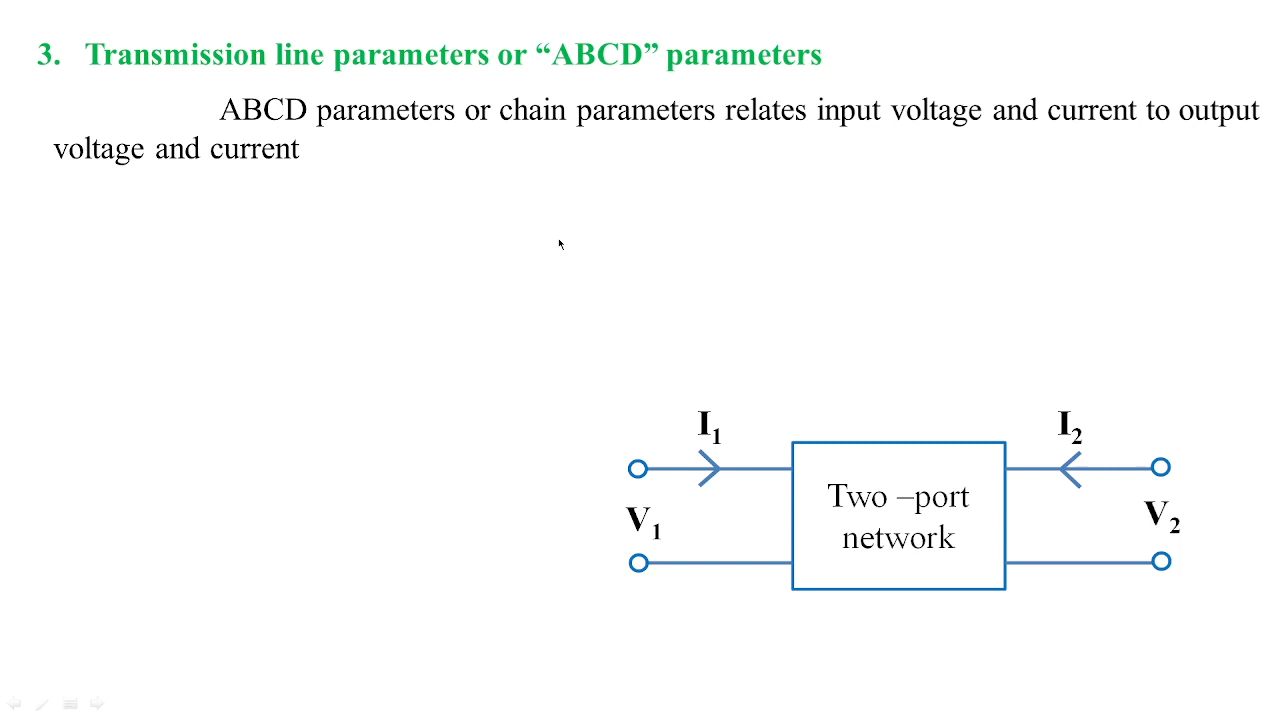 3. Transmission line parameters or “ABCD” parameters
ABCD parameters or chain parameters relates input voltage and current to output
voltage and current
I₁
I₂
Two –port
network
V₁
V₂